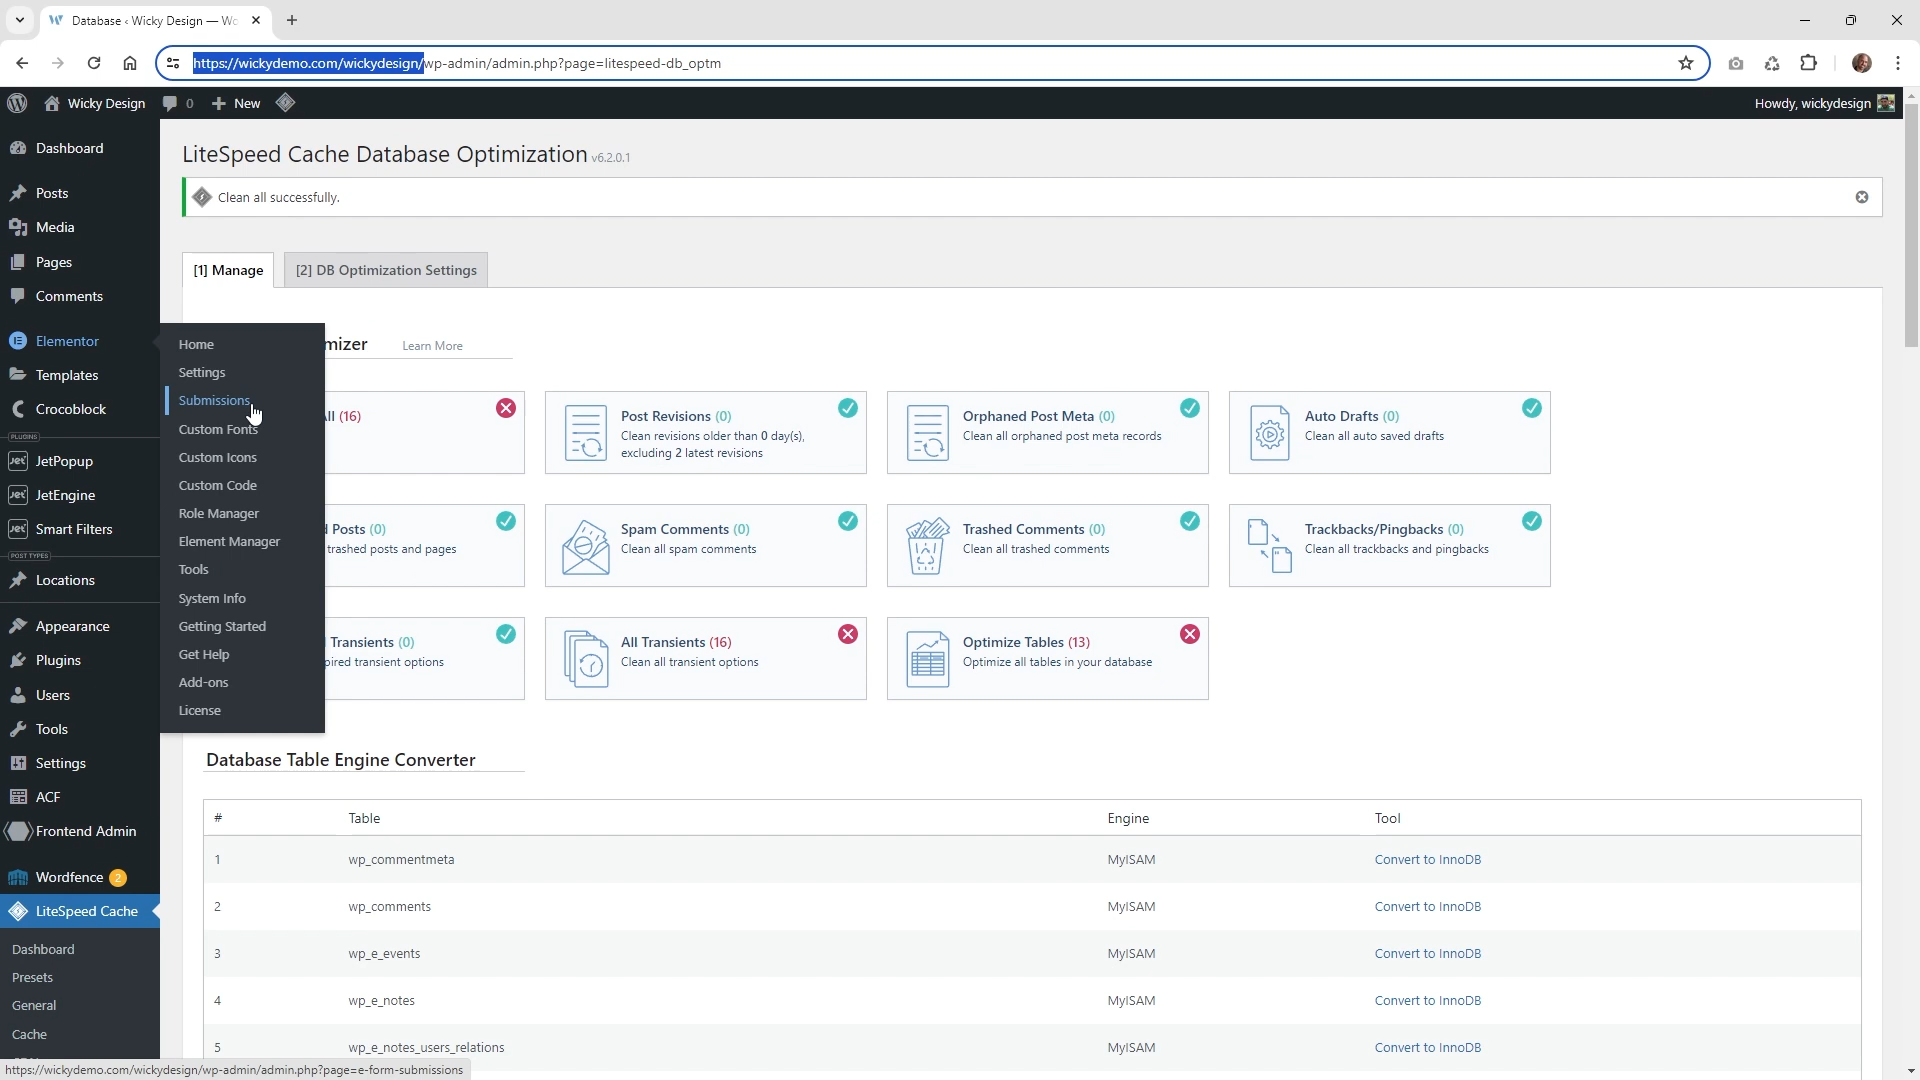 Database ‹ Wicky Design — Wo
https://wickydemo.com/wickydesign/wp-admin/admin.php?page=litespeed-db_optm
Wicky Design
0
New
Howdy, wickydesign
Dashboard
Posts
Media
Pages
Comments
Elementor
Templates
Crocoblock
PLUGINS
JetPopup
JetEngine
Smart Filters
POST TYPES
Locations
Appearance
Plugins
Users
Tools
Settings
ACF
Frontend Admin
Wordfence 2
LiteSpeed Cache
Dashboard
Presets
General
Cache
Home
Settings
Submissions
Custom Fonts
Custom Icons
Custom Code
Role Manager
Element Manager
Tools
System Info
Getting Started
Get Help
Add-ons
License
LiteSpeed Cache Database Optimization v6.2.0.1
Clean all successfully.
[1] Manage
[2] DB Optimization Settings
mizer
Learn More
ll (16)
Post Revisions (0)
Clean revisions older than 0 day(s),
excluding 2 latest revisions
Orphaned Post Meta (0)
Clean all orphaned post meta records
Auto Drafts (0)
Clean all auto saved drafts
d Posts (0)
trashed posts and pages
Spam Comments (0)
Clean all spam comments
Trashed Comments (0)
Clean all trashed comments
Trackbacks/Pingbacks (0)
Clean all trackbacks and pingbacks
d Transients (0)
pired transient options
All Transients (16)
Clean all transient options
Optimize Tables (13)
Optimize all tables in your database
Database Table Engine Converter
# Table Engine Tool
1 wp_commentmeta MyISAM Convert to InnoDB
2 wp_comments MyISAM Convert to InnoDB
3 wp_e_events MyISAM Convert to InnoDB
4 wp_e_notes MyISAM Convert to InnoDB
5 wp_e_notes_users_relations MyISAM Convert to InnoDB
https://wickydemo.com/wickydesign/wp-admin/admin.php?page=e-form-submissions